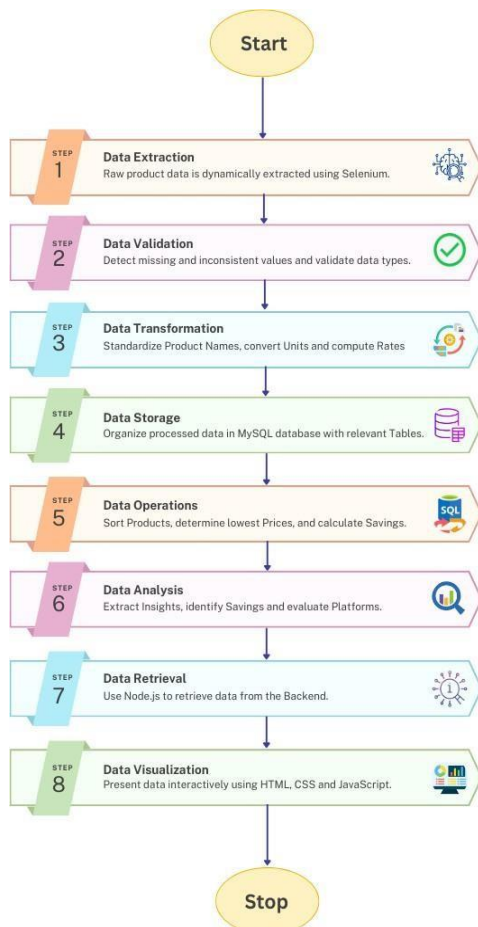 Start
STEP
1
Data Extraction
Raw product data is dynamically extracted using Selenium.
STEP
2
Data Validation
Detect missing and inconsistent values and validate data types.
STEP
3
Data Transformation
Standardize Product Names, convert Units and compute Rates
STEP
4
Data Storage
Organize processed data in MySQL database with relevant Tables.
STEP
5
Data Operations
Sort Products, determine lowest Prices, and calculate Savings.
SQL
STEP
6
Data Analysis
Extract Insights, identify Savings and evaluate Platforms.
STEP
7
Data Retrieval
Use Node.js to retrieve data from the Backend.
STEP
8
Data Visualization
Present data interactively using HTML, CSS and JavaScript.
Stop